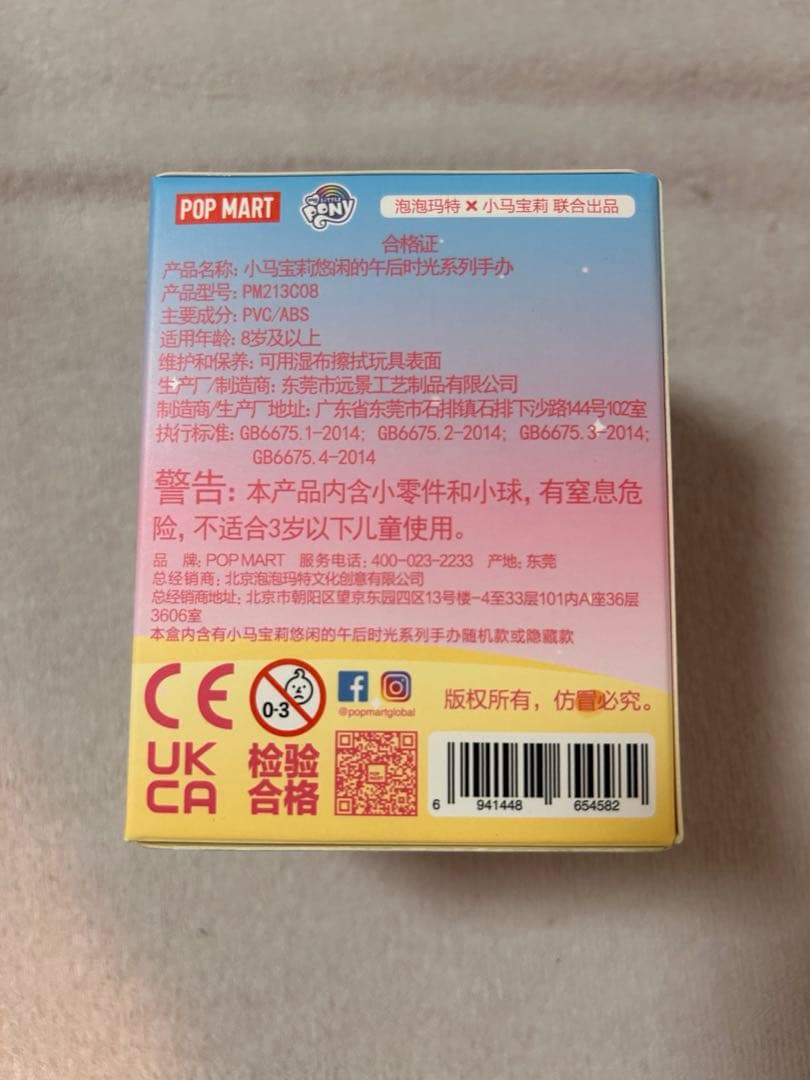 POP MART
MY LITTLE PONY
泡泡玛特 × 小马宝莉 联合出品
合格证
产品名称: 小马宝莉悠闲的午后时光系列手办
产品型号: PM213C08
主要成分: PVC/ABS
适用年龄: 8岁及以上
维护和保养: 可用湿布擦拭玩具表面
生产厂/制造商: 东莞市远景工艺制品有限公司
制造商/生产厂地址: 广东省东莞市石排镇石排下沙路144号102室
执行标准: GB6675.1-2014; GB6675.2-2014; GB6675.3-2014;
GB6675.4-2014
警告: 本产品内含小零件和小球, 有窒息危
险, 不适合3岁以下儿童使用。
品 牌: POP MART 服务电话: 400-023-2233 产地: 东莞
总经销商: 北京泡泡玛特文化创意有限公司
总经销商地址: 北京市朝阳区望京东园四区13号楼-4至33层101内A座36层
3606室
本盒内含有小马宝莉悠闲的午后时光系列手办随机款或隐藏款
CE
0-3
@popmartglobal
版权所有, 仿冒必究。
UK
CA
检验
合格
6 941448 654582